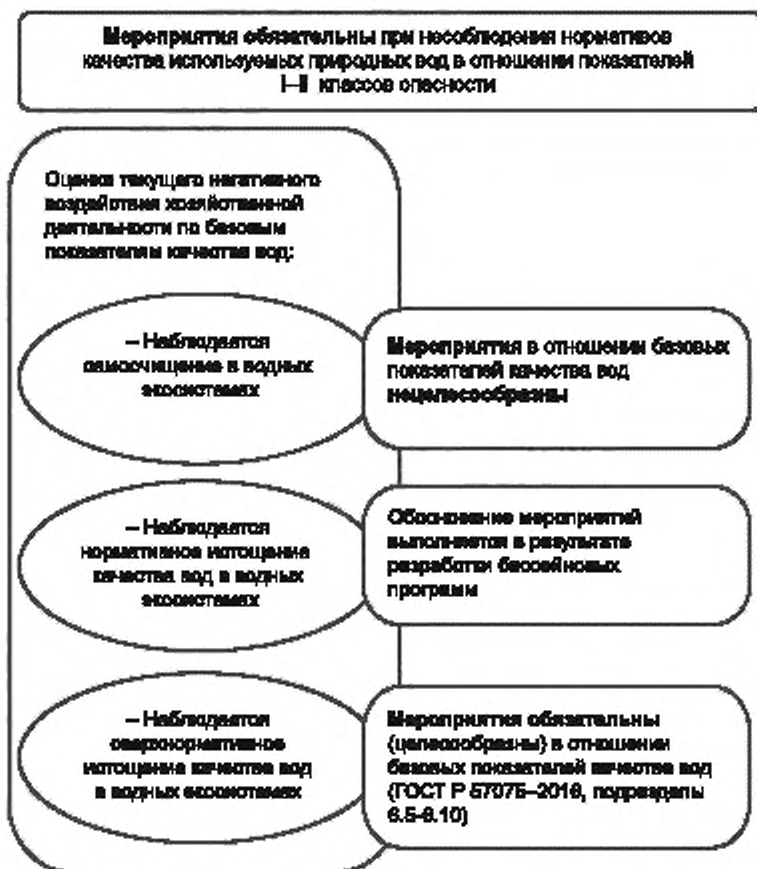 Мероприятия обязательны при несоблюдения нормативов
качества используемых природных вод в отношении показателей
I–II классов опасности
Оценка текущего негативного
воздействия хозяйственной
деятельности по базовым
показателям качества вод:
– Наблюдается
самоочищение в водных
экосистемах
Мероприятия в отношении базовых
показателей качества вод
нецелесообразны
– Наблюдается
нормативное истощение
качества вод в водных
экосистемах
Обоснование мероприятий
выполняется в результате
разработки бассейновых
программ
– Наблюдается
сверхнормативное
истощение качества вод
в водных экосистемах
Мероприятия обязательны
(целесообразны) в отношении
базовых показателей качества вод
(ГОСТ Р 57075–2016, подразделы
6.5-6.10)